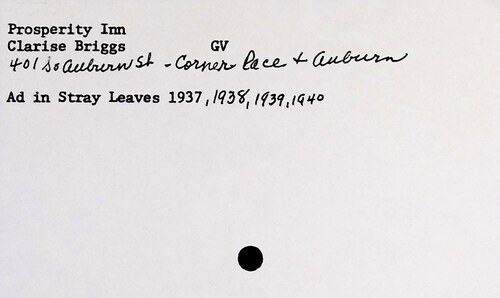 Prosperity Inn
Clarise Briggs GV
401 So Auburn St - Corner Race + Auburn
Ad in Stray Leaves 1937, 1938, 1939, 1940